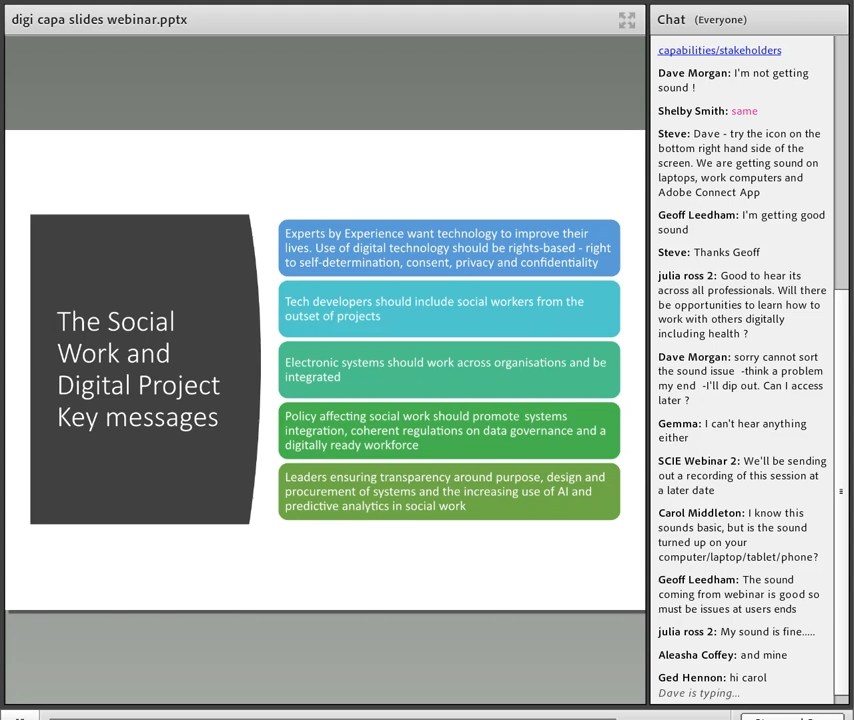 digi capa slides webinar.pptx
The Social
Work and
Digital Project
Key messages
Experts by Experience want technology to improve their
lives. Use of digital technology should be rights-based - right
to self-determination, consent, privacy and confidentiality
Tech developers should include social workers from the
outset of projects
Electronic systems should work across organisations and be
integrated
Policy affecting social work should promote systems
integration, coherent regulations on data governance and a
digitally ready workforce
Leaders ensuring transparency around purpose, design and
procurement of systems and the increasing use of AI and
predictive analytics in social work
Chat (Everyone)
capabilities/stakeholders
Dave Morgan: I'm not getting
sound !
Shelby Smith: same
Steve: Dave - try the icon on the
bottom right hand side of the
screen. We are getting sound on
laptops, work computers and
Adobe Connect App
Geoff Leedham: I'm getting good
sound
Steve: Thanks Geoff
julia ross 2: Good to hear its
across all professionals. Will there
be opportunities to learn how to
work with others digitally
including health ?
Dave Morgan: sorry cannot sort
the sound issue -think a problem
my end -I'll dip out. Can I access
later ?
Gemma: I can't hear anything
either
SCIE Webinar 2: We'll be sending
out a recording of this session at
a later date
Carol Middleton: I know this
sounds basic, but is the sound
turned up on your
computer/laptop/tablet/phone?
Geoff Leedham: The sound
coming from webinar is good so
must be issues at users ends
julia ross 2: My sound is fine.....
Aleasha Coffey: and mine
Ged Hennon: hi carol
Dave is typing...